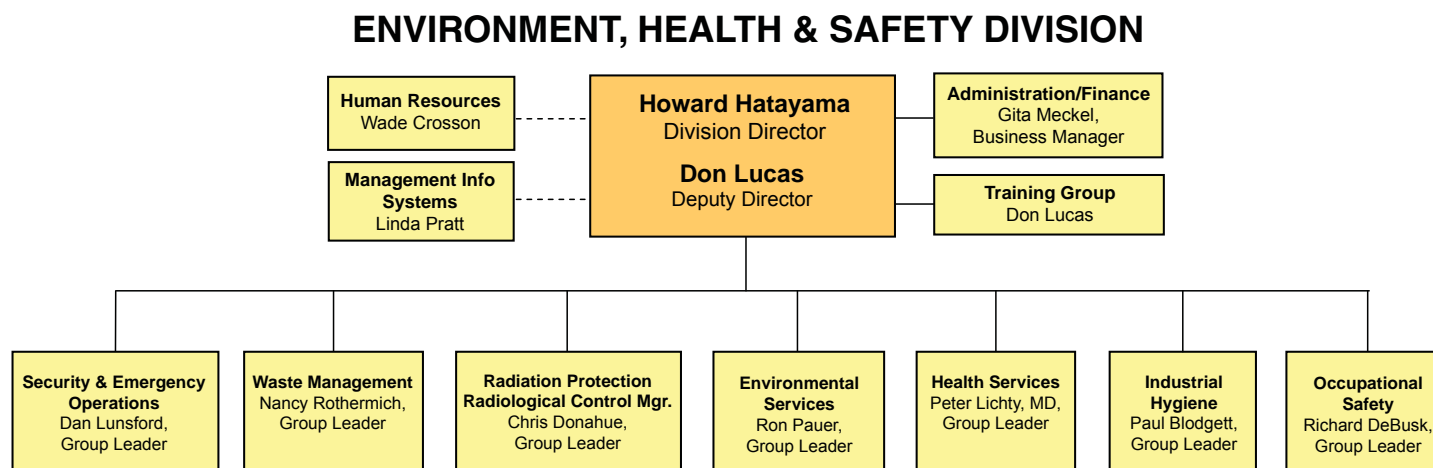 ENVIRONMENT, HEALTH & SAFETY DIVISION
Human Resources
Wade Crosson
Howard Hatayama
Division Director
Don Lucas
Deputy Director
Administration/Finance
Gita Meckel,
Business Manager
Management Info
Systems
Linda Pratt
Training Group
Don Lucas
Security & Emergency
Operations
Dan Lunsford,
Group Leader
Waste Management
Nancy Rothermich,
Group Leader
Radiation Protection
Radiological Control Mgr.
Chris Donahue,
Group Leader
Environmental
Services
Ron Pauer,
Group Leader
Health Services
Peter Lichty, MD,
Group Leader
Industrial
Hygiene
Paul Blodgett,
Group Leader
Occupational
Safety
Richard DeBusk,
Group Leader